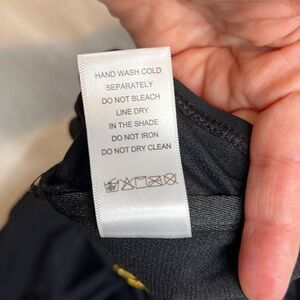 HAND WASH COLD
SEPARATELY
DO NOT BLEACH
LINE DRY
IN THE SHADE
DO NOT IRON
DO NOT DRY CLEAN